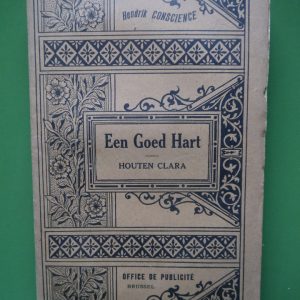 Hendrik CONSCIENCE
Een Goed Hart
HOUTEN CLARA
OFFICE DE PUBLICITÉ
BRUSSEL